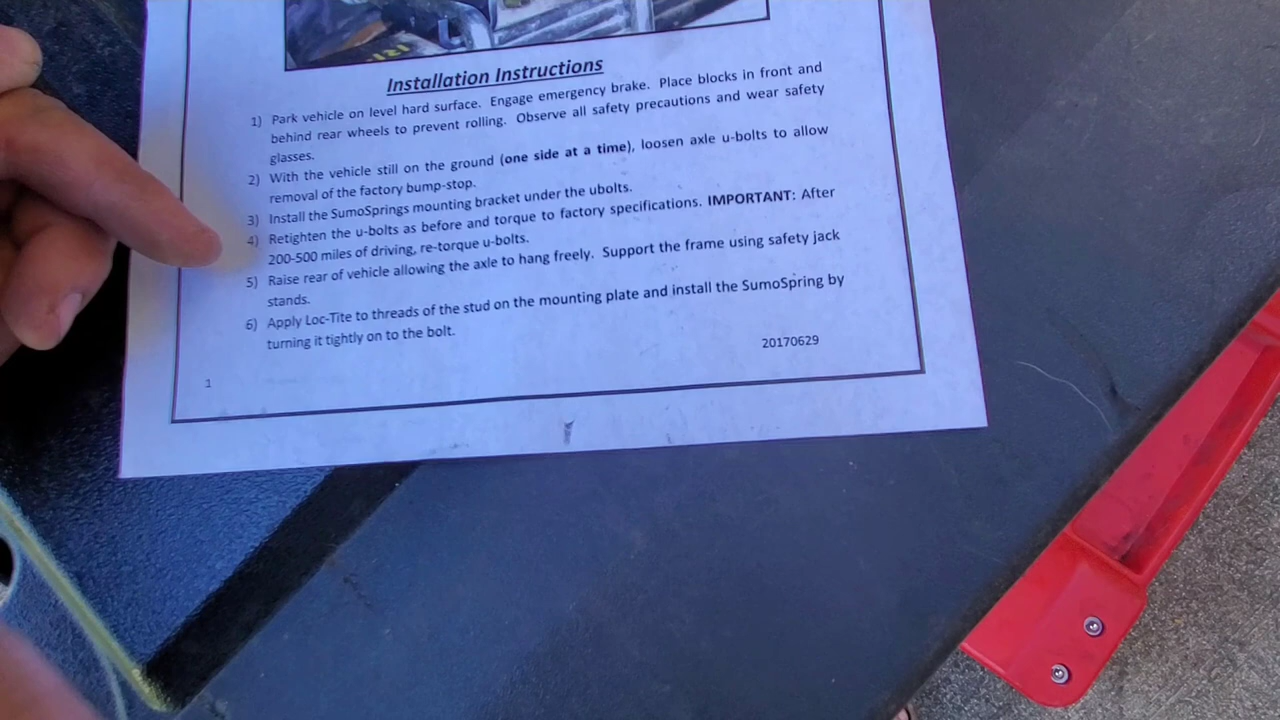 Installation Instructions
1) Park vehicle on level hard surface. Engage emergency brake. Place blocks in front and
behind rear wheels to prevent rolling. Observe all safety precautions and wear safety
glasses.
2) With the vehicle still on the ground (one side at a time), loosen axle u-bolts to allow
removal of the factory bump-stop.
3) Install the SumoSprings mounting bracket under the ubolts.
4) Retighten the u-bolts as before and torque to factory specifications. IMPORTANT: After
200-500 miles of driving, re-torque u-bolts.
5) Raise rear of vehicle allowing the axle to hang freely. Support the frame using safety jack
stands.
6) Apply Loc-Tite to threads of the stud on the mounting plate and install the SumoSpring by
turning it tightly on to the bolt.
20170629
1